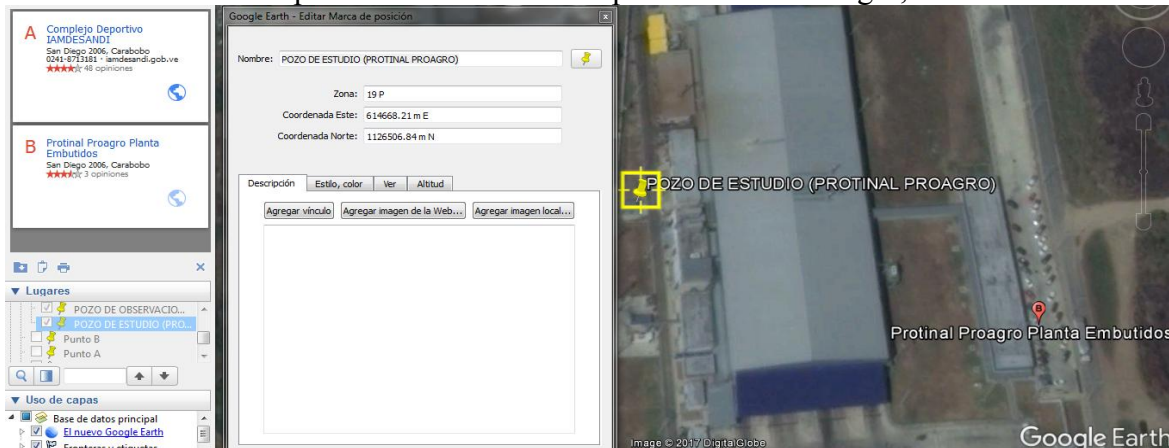 A
Complejo Deportivo
IAMDESANDI
San Diego 2006, Carabobo
0241-8713181 · iamdesandi.gob.ve
48 opiniones
B
Protinal Proagro Planta
Embutidos
San Diego 2006, Carabobo
3 opiniones
Lugares
POZO DE OBSERVACIO...
POZO DE ESTUDIO (PRO...
Punto B
Punto A
Uso de capas
Base de datos principal
El nuevo Google Earth
Google Earth - Editar Marca de posición
Nombre: POZO DE ESTUDIO (PROTINAL PROAGRO)
Zona: 19 P
Coordenada Este: 614668.21 m E
Coordenada Norte: 1126506.84 m N
Descripción Estilo, color Ver Altitud
Agregar vínculo Agregar imagen de la Web... Agregar imagen local...
POZO DE ESTUDIO (PROTINAL PROAGRO)
B
Protinal Proagro Planta Embutidos
Image © 2017 DigitalGlobe
Google Earth